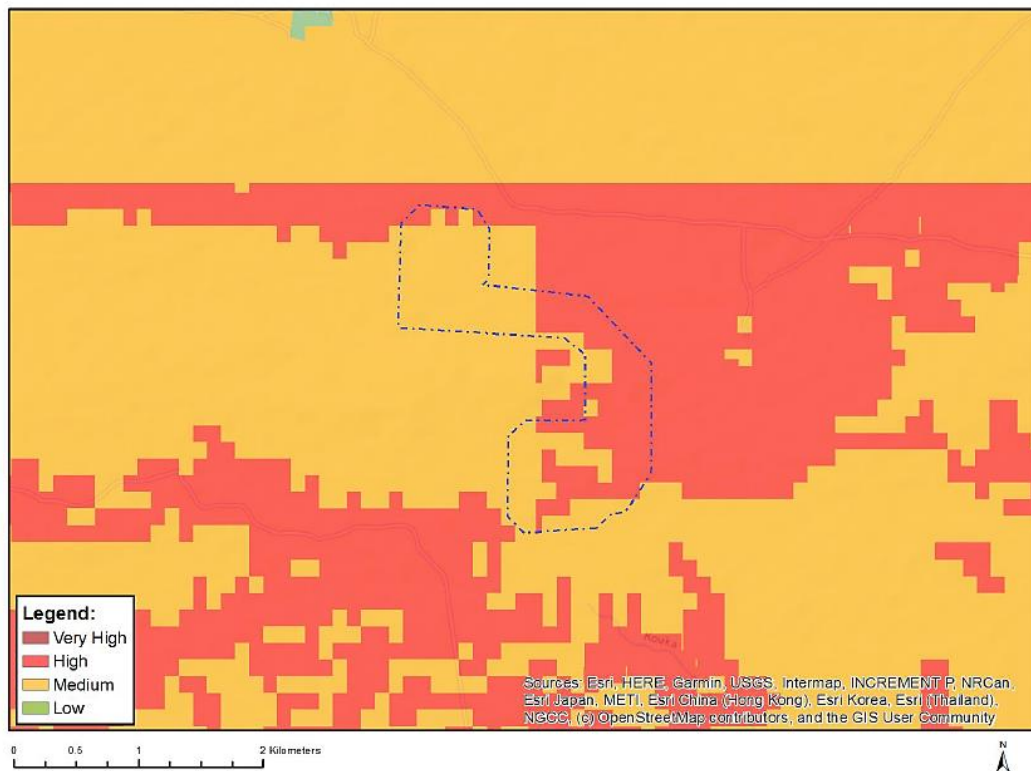 Kouka
Legend:
Very High
High
Medium
Low
Sources: Esri, HERE, Garmin, USGS, Intermap, INCREMENT P, NRCan,
Esri Japan, METI, Esri China (Hong Kong), Esri Korea, Esri (Thailand),
NGCC, (c) OpenStreetMap contributors, and the GIS User Community
0 0.5 1 2 Kilometers
N